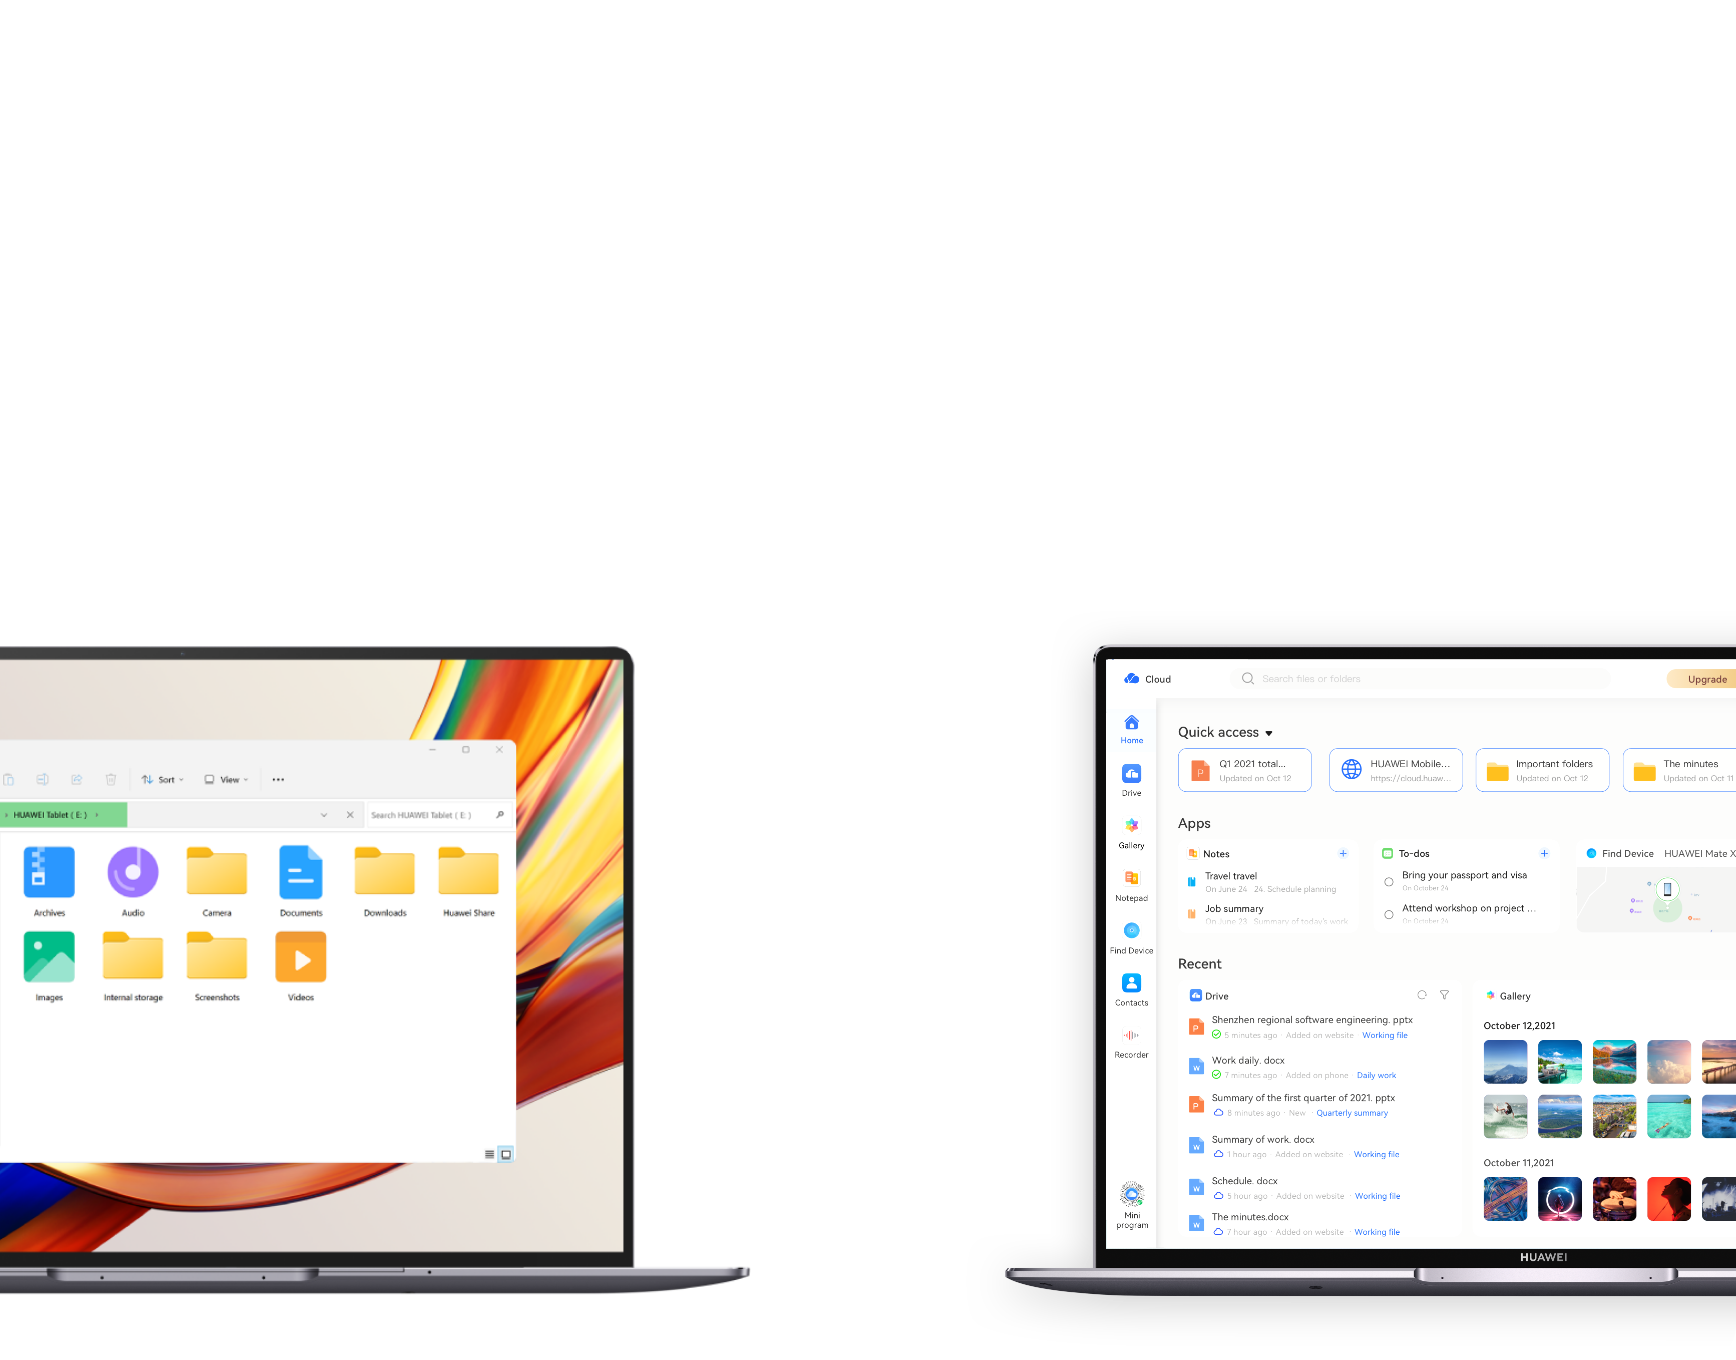 Sort
View
HUAWEI Tablet ( E: )
Search HUAWEI Tablet ( E: )
Archives
Audio
Camera
Documents
Downloads
Huawei Share
Images
Internal storage
Screenshots
Videos
Cloud
Search files or folders
Upgrade
Home
Drive
Gallery
Notepad
Find Device
Contacts
Recorder
Mini
program
Quick access
Q1 2021 total...
Updated on Oct 12
HUAWEI Mobile...
https://cloud.huaw...
Important folders
Updated on Oct 12
The minutes
Updated on Oct 11
Apps
Notes
Travel travel
On June 24 24. Schedule planning
Job summary
On June 23 Summary of today's work
To-dos
Bring your passport and visa
On October 24
Attend workshop on project ...
On October 24
Find Device HUAWEI Mate X
Recent
Drive
Shenzhen regional software engineering. pptx
5 minutes ago · Added on website · Working file
Work daily. docx
7 minutes ago · Added on phone · Daily work
Summary of the first quarter of 2021. pptx
8 minutes ago · New · Quarterly summary
Summary of work. docx
1 hour ago · Added on website · Working file
Schedule. docx
5 hour ago · Added on website · Working file
The minutes.docx
7 hour ago · Added on website · Working file
Gallery
October 12,2021
October 11,2021
HUAWEI